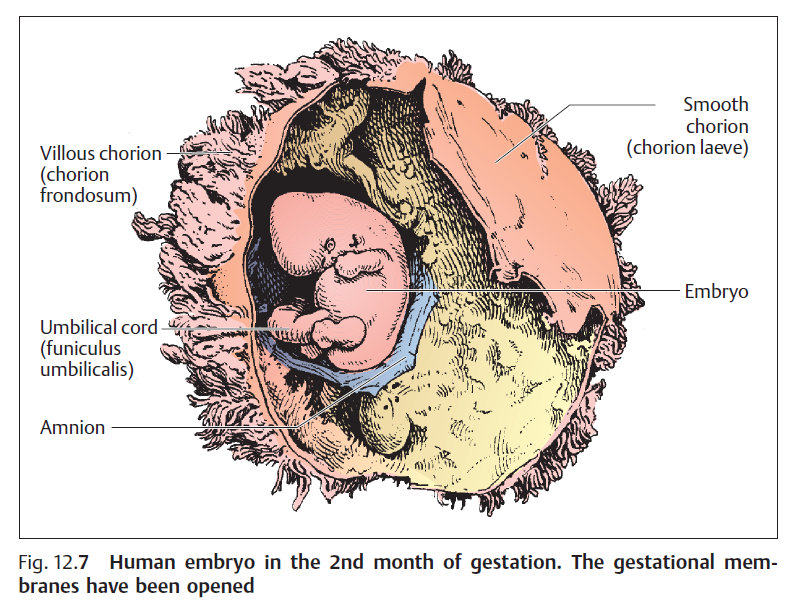 Smooth
chorion
(chorion laeve)
Villous chorion
(chorion
frondosum)
Embryo
Umbilical cord
(funiculus
umbilicalis)
Amnion
Fig. 12.7 Human embryo in the 2nd month of gestation. The gestational mem-
branes have been opened